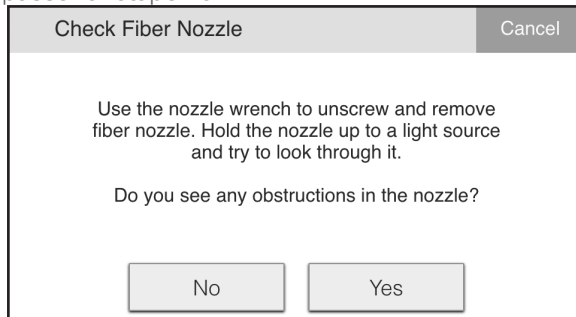 Check Fiber Nozzle
Cancel
Use the nozzle wrench to unscrew and remove
fiber nozzle. Hold the nozzle up to a light source
and try to look through it.
Do you see any obstructions in the nozzle?
No
Yes